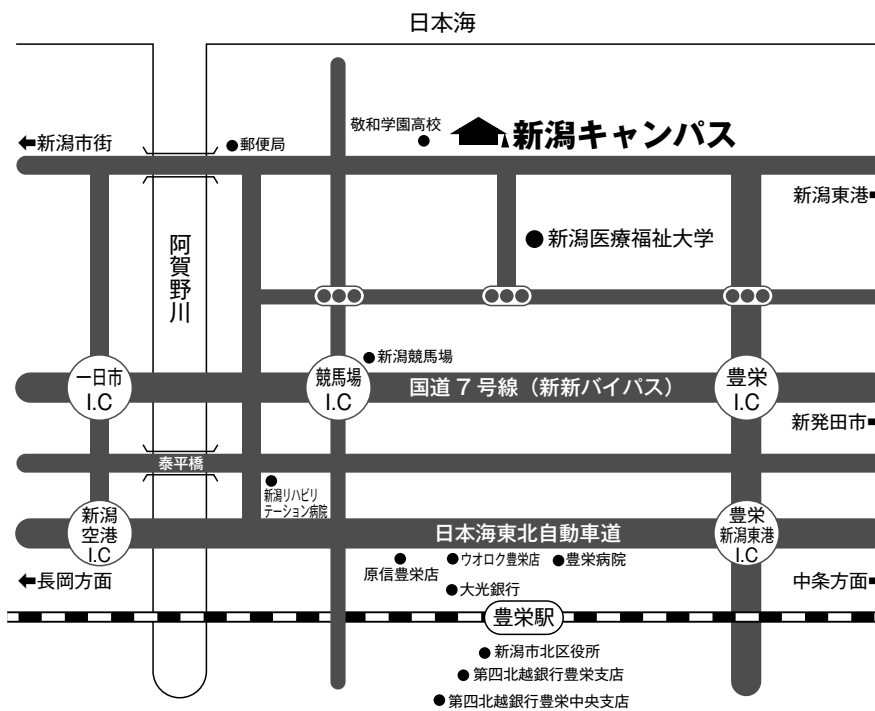 日本海
敬和学園高校
新潟キャンパス
←新潟市街
郵便局
新潟東港
阿賀野川
新潟医療福祉大学
新潟競馬場
一日市
I.C
競馬場
I.C
国道7号線（新新バイパス）
豊栄
I.C
新発田市
泰平橋
新潟リハビリ
テーション病院
新潟
空港
I.C
日本海東北自動車道
豊栄
新潟東港
I.C
原信豊栄店
ウオロク豊栄店
豊栄病院
←長岡方面
大光銀行
中条方面
豊栄駅
新潟市北区役所
第四北越銀行豊栄支店
第四北越銀行豊栄中央支店